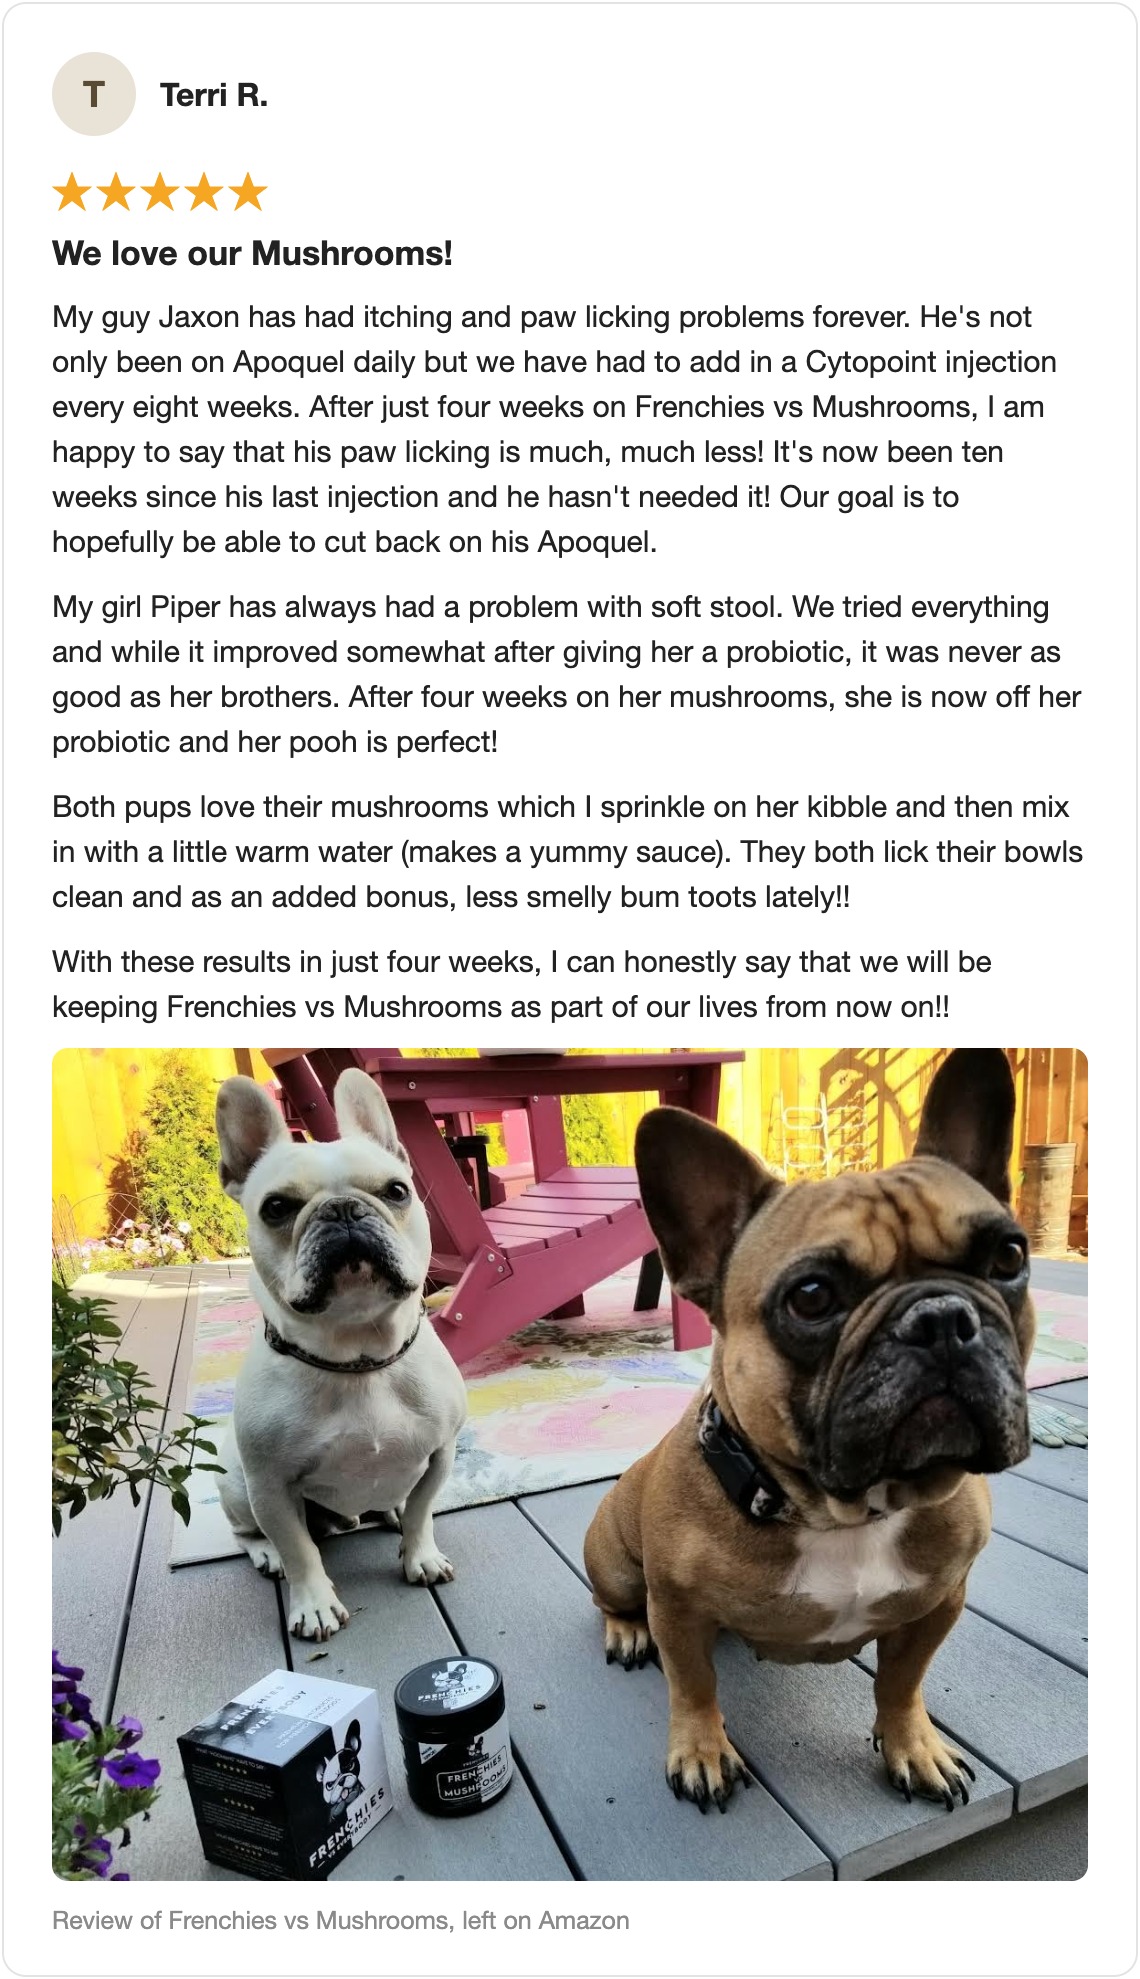 T
Terri R.
We love our Mushrooms!
My guy Jaxon has had itching and paw licking problems forever. He's not
only been on Apoquel daily but we have had to add in a Cytopoint injection
every eight weeks. After just four weeks on Frenchies vs Mushrooms, I am
happy to say that his paw licking is much, much less! It's now been ten
weeks since his last injection and he hasn't needed it! Our goal is to
hopefully be able to cut back on his Apoquel.
My girl Piper has always had a problem with soft stool. We tried everything
and while it improved somewhat after giving her a probiotic, it was never as
good as her brothers. After four weeks on her mushrooms, she is now off her
probiotic and her pooh is perfect!
Both pups love their mushrooms which I sprinkle on her kibble and then mix
in with a little warm water (makes a yummy sauce). They both lick their bowls
clean and as an added bonus, less smelly bum toots lately!!
With these results in just four weeks, I can honestly say that we will be
keeping Frenchies vs Mushrooms as part of our lives from now on!!
FRENCHIES
EVERYBODY
FRENCHIES
VS EVERYBODY
FRENCHIES
FRENCHIES
MUSHROOMS
Review of Frenchies vs Mushrooms, left on Amazon